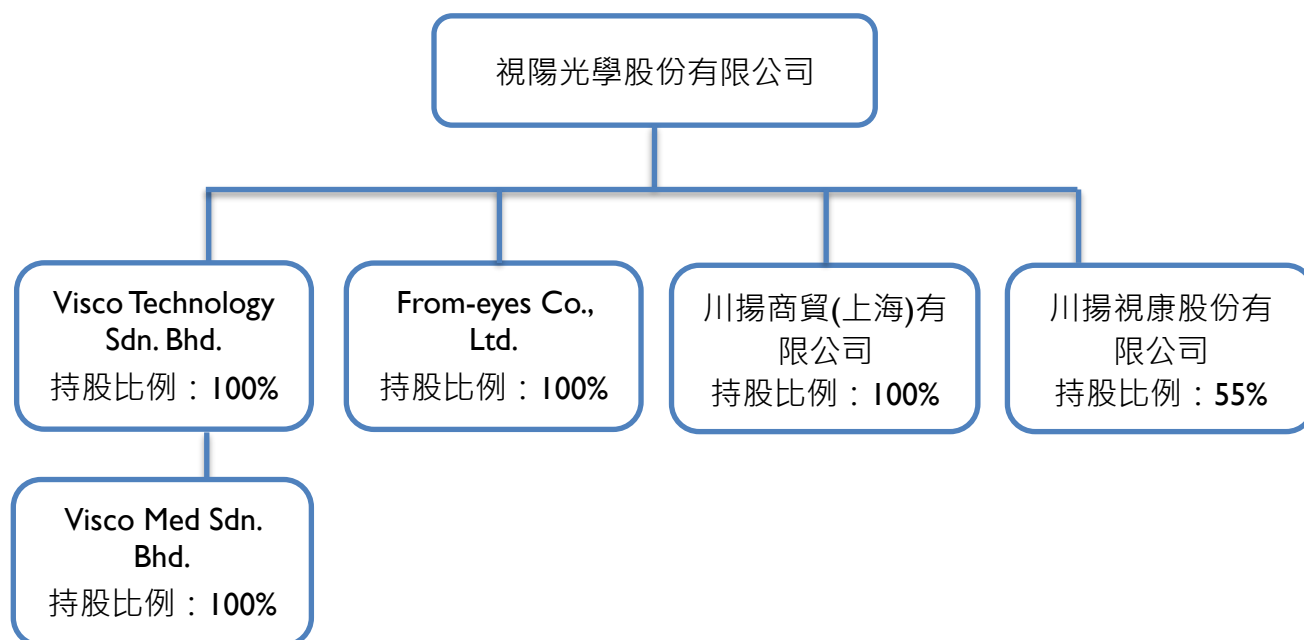 視陽光學股份有限公司
Visco Technology
Sdn. Bhd.
持股比例：100%
From-eyes Co.,
Ltd.
持股比例：100%
川揚商貿(上海)有
限公司
持股比例：100%
川揚視康股份有
限公司
持股比例：55%
Visco Med Sdn.
Bhd.
持股比例：100%